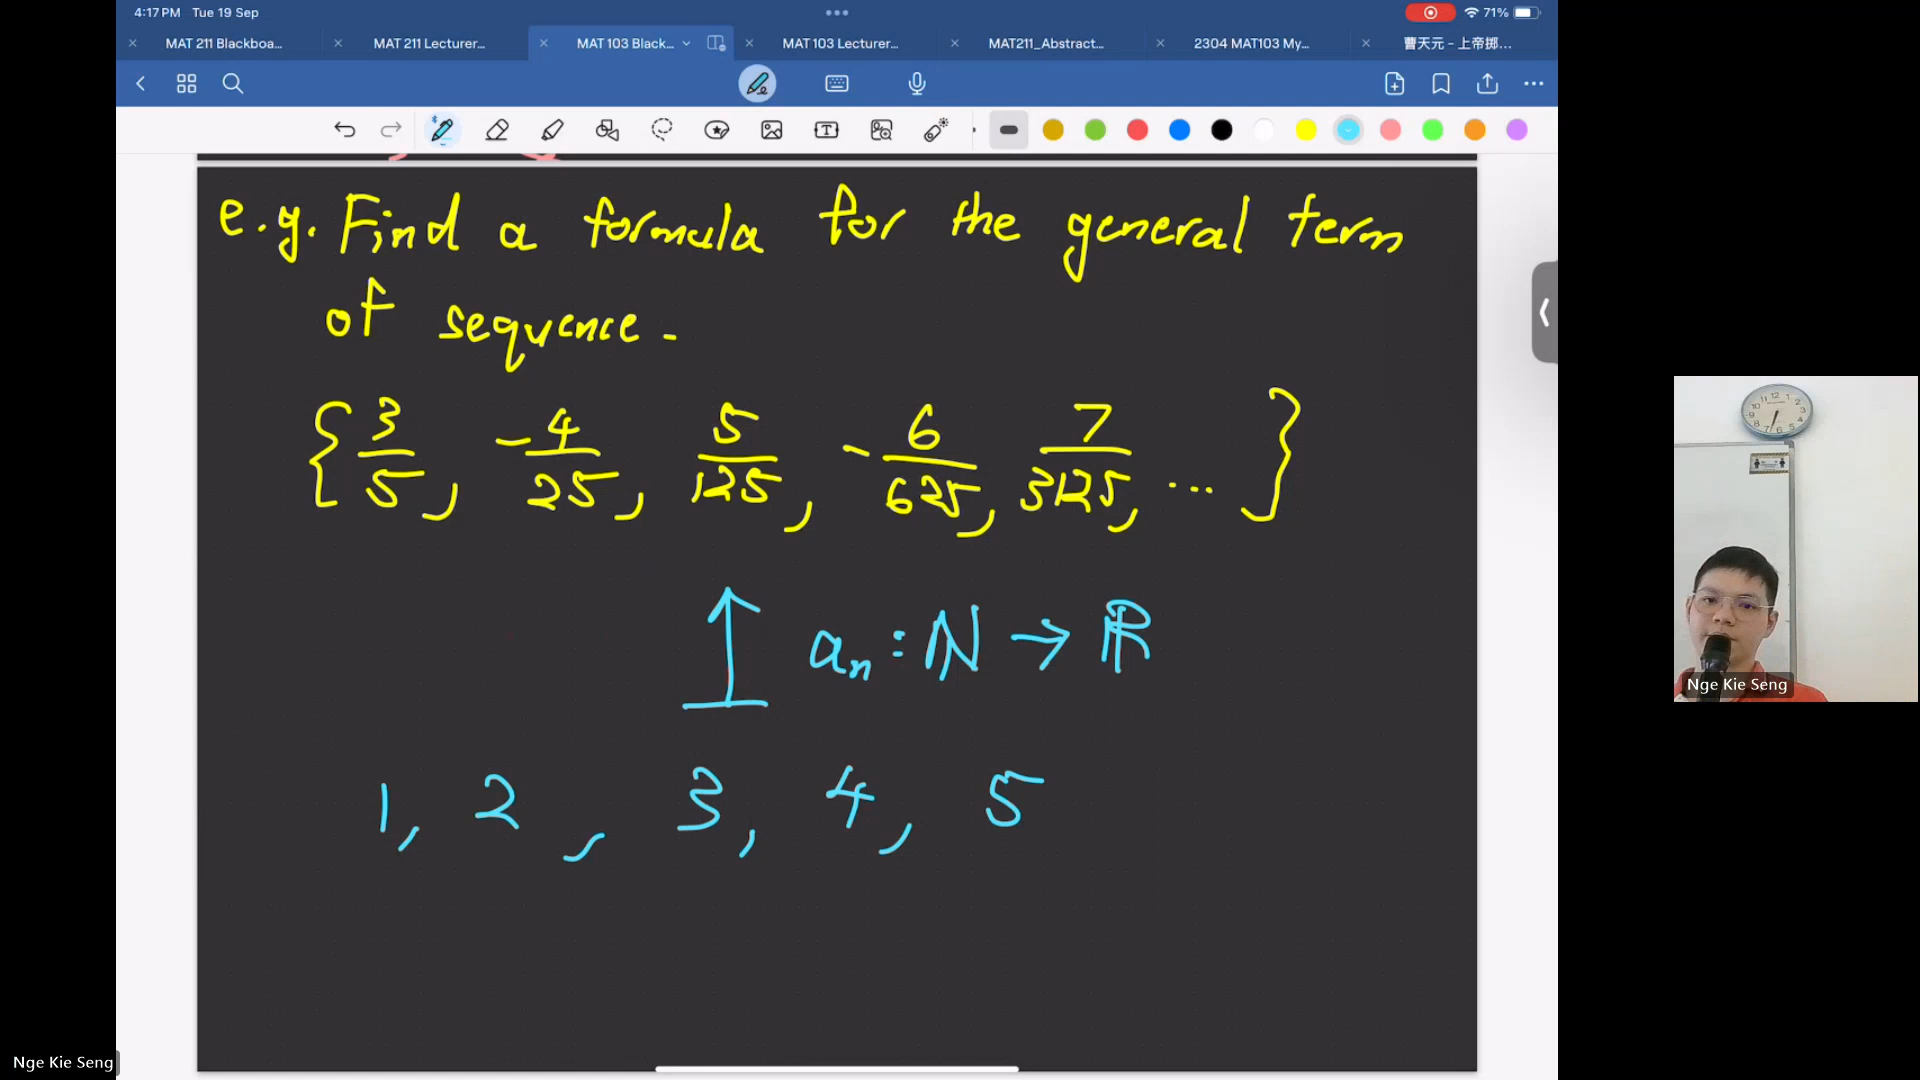 4:17 PM Tue 19 Sep
71%
MAT 211 Blackboa...
MAT 211 Lecturer...
MAT 103 Black...
MAT 103 Lecturer...
MAT211_Abstract...
2304 MAT103 My...
曹天元 - 上帝掷...
e.g. Find a formula for the general term
of sequence.
{3/5, -4/25, 5/125, -6/625, 7/3125, ...}
aₙ : ℕ → ℝ
1, 2, 3, 4, 5
Nge Kie Seng
Nge Kie Seng